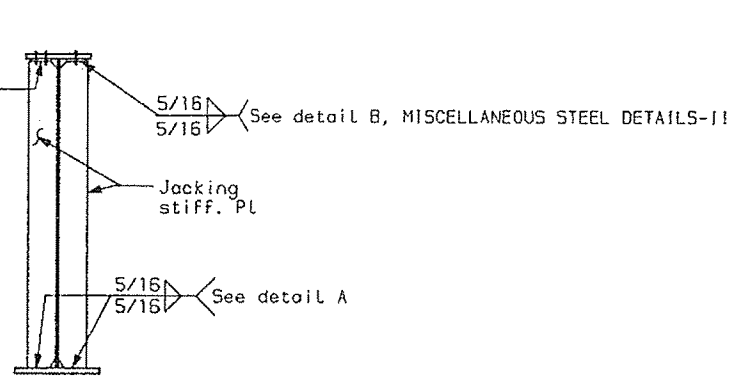 5/16
5/16
See detail B, MISCELLANEOUS STEEL DETAILS-II
Jacking
stiff. Pl
5/16
5/16
See detail A